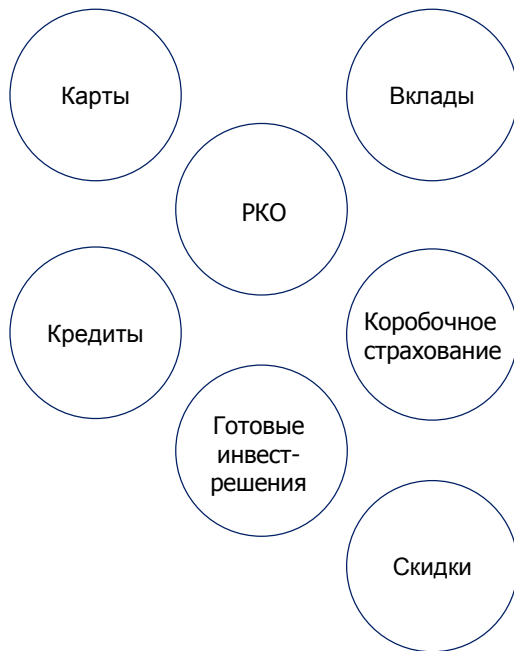 Карты
Вклады
РКО
Кредиты
Коробочное
страхование
Готовые
инвест-
решения
Скидки